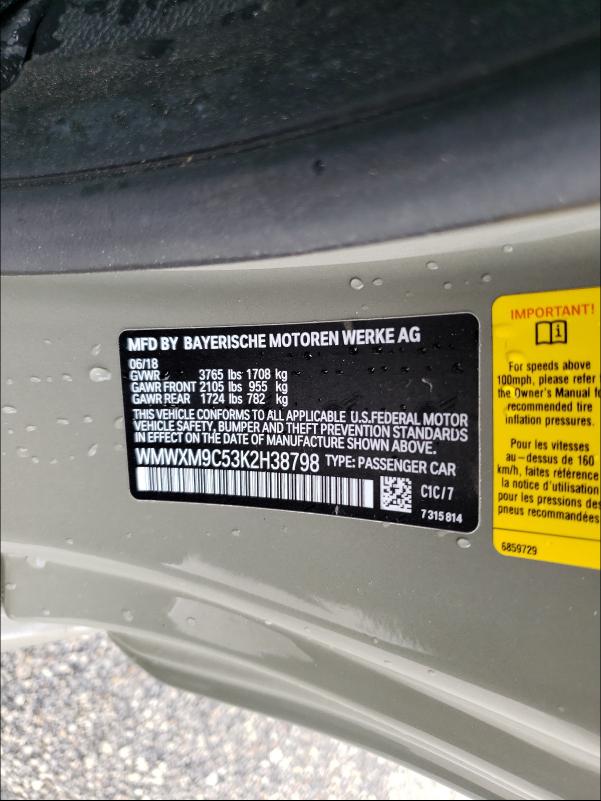 MFD BY BAYERISCHE MOTOREN WERKE AG
06/18
GVWR 3765 lbs 1708 kg
GAWR FRONT 2105 lbs 955 kg
GAWR REAR 1724 lbs 782 kg
THIS VEHICLE CONFORMS TO ALL APPLICABLE U.S.FEDERAL MOTOR
VEHICLE SAFETY, BUMPER AND THEFT PREVENTION STANDARDS
IN EFFECT ON THE DATE OF MANUFACTURE SHOWN ABOVE.
WMWXM9C53K2H38798 TYPE: PASSENGER CAR
C1C/7
7 315 814
IMPORTANT!
For speeds above
100mph, please refer
the Owner's Manual
recommended tire
inflation pressures.
Pour les vitesses
au-dessus de 160
km/h, faites référence
la notice d'utilisation
pour les pressions des
pneus recommandées
6859729